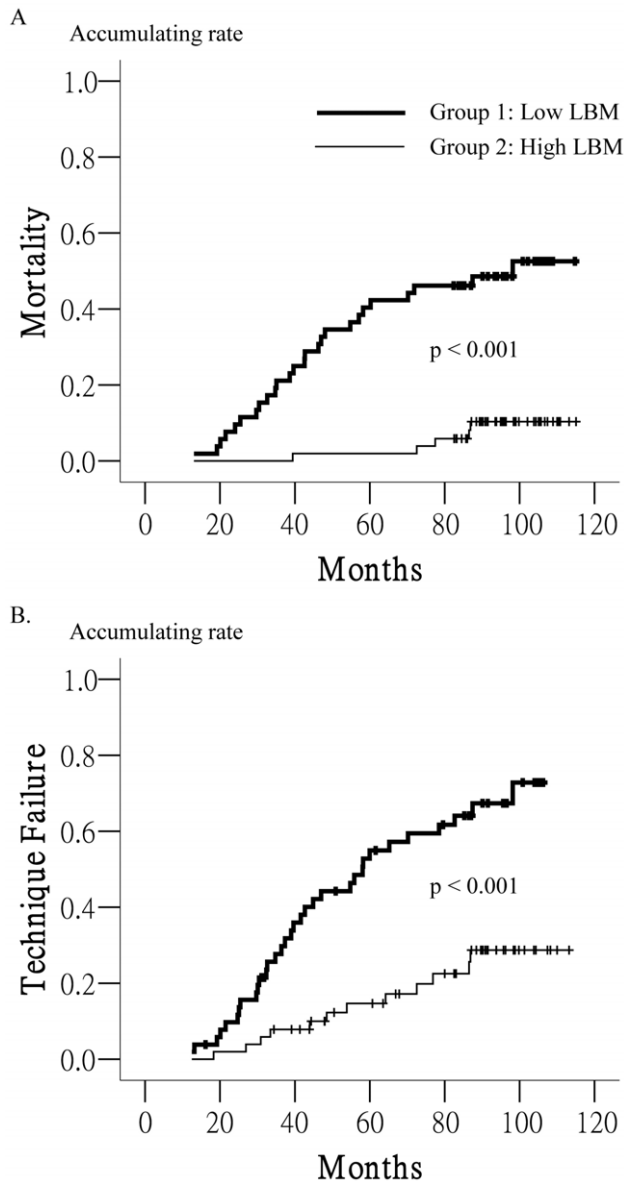 A
Accumulating rate
1.0
Group 1: Low LBM
Group 2: High LBM
0.8
0.6
0.4
0.2
0.0
Mortality
p < 0.001
0 20 40 60 80 100 120
Months
B.
Accumulating rate
1.0
0.8
0.6
0.4
0.2
0.0
Technique Failure
p < 0.001
0 20 40 60 80 100 120
Months